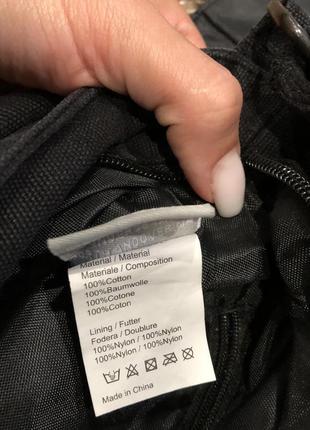 Material / Material
Materiale / Composition
100%Cotton
100%Baumwolle
100%Cotone
100%Coton
Lining / Futter
Fodera / Doublure
100%Nylon / 100%Nylon
100%Nylon / 100%Nylon
Made in China